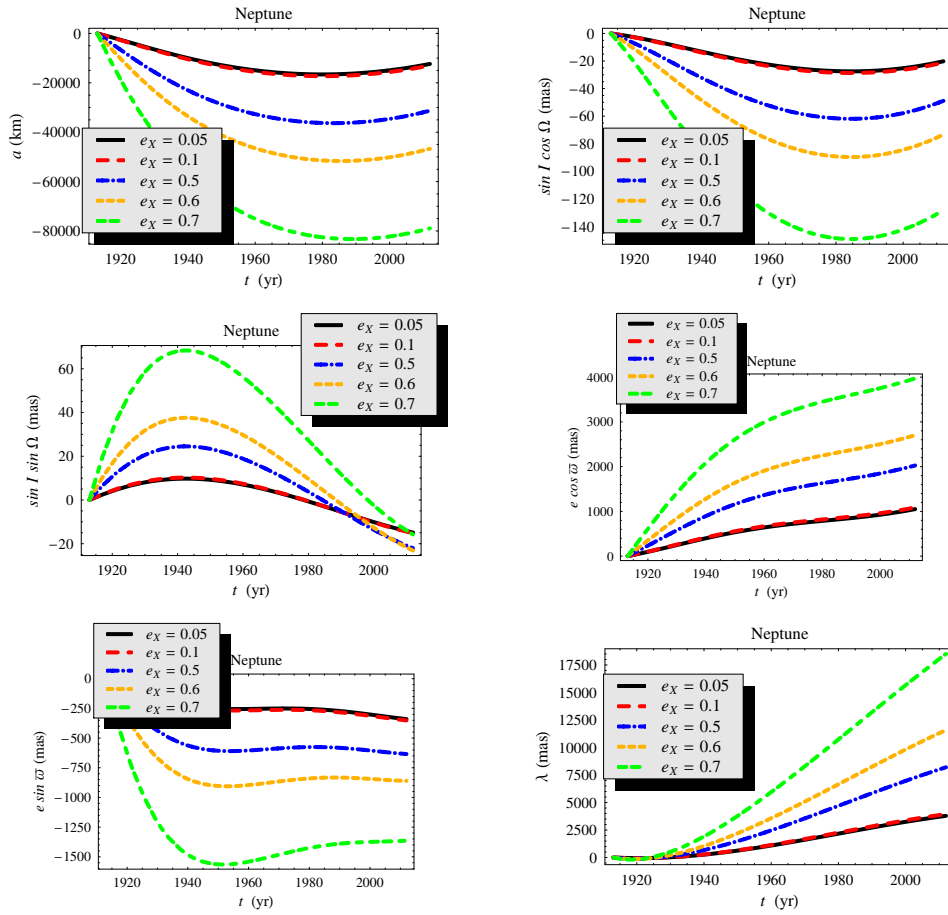 Neptune
0
−20000
−40000
−60000
−80000
a (km)
e_X = 0.05
e_X = 0.1
e_X = 0.5
e_X = 0.6
e_X = 0.7
1920 1940 1960 1980 2000
t (yr)
Neptune
0
−20
−40
−60
−80
−100
−120
−140
sin I cos Ω (mas)
e_X = 0.05
e_X = 0.1
e_X = 0.5
e_X = 0.6
e_X = 0.7
1920 1940 1960 1980 2000
t (yr)
Neptune
60
40
20
0
−20
sin I sin Ω (mas)
e_X = 0.05
e_X = 0.1
e_X = 0.5
e_X = 0.6
e_X = 0.7
1920 1940 1960 1980 2000
t (yr)
Neptune
4000
3000
2000
1000
0
e cos ϖ (mas)
e_X = 0.05
e_X = 0.1
e_X = 0.5
e_X = 0.6
e_X = 0.7
1920 1940 1960 1980 2000
t (yr)
Neptune
0
−250
−500
−750
−1000
−1250
−1500
e sin ϖ (mas)
e_X = 0.05
e_X = 0.1
e_X = 0.5
e_X = 0.6
e_X = 0.7
1920 1940 1960 1980 2000
t (yr)
Neptune
17500
15000
12500
10000
7500
5000
2500
0
λ (mas)
e_X = 0.05
e_X = 0.1
e_X = 0.5
e_X = 0.6
e_X = 0.7
1920 1940 1960 1980 2000
t (yr)